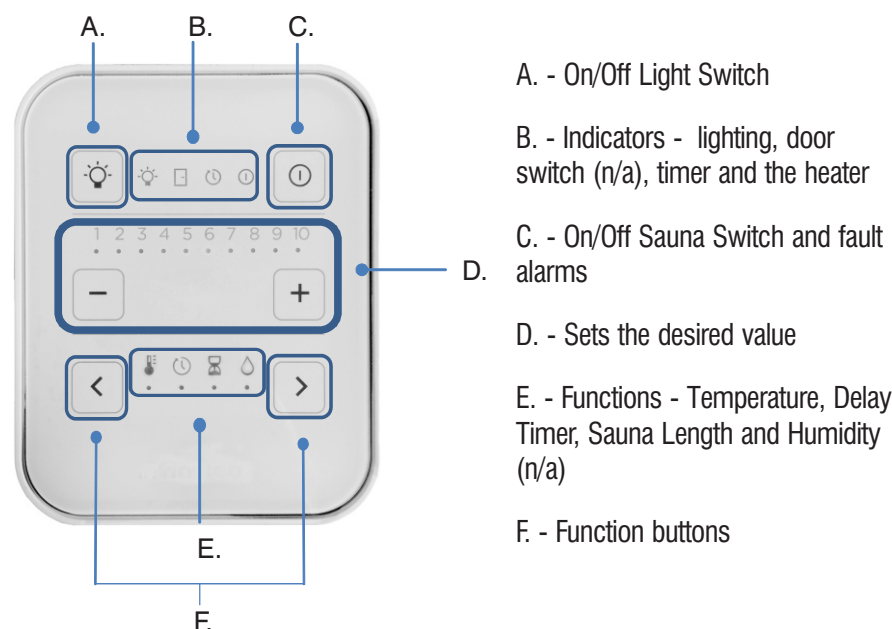 A. B. C.
A. - On/Off Light Switch
B. - Indicators - lighting, door
switch (n/a), timer and the heater
C. - On/Off Sauna Switch and fault
alarms
1 2 3 4 5 6 7 8 9 10
D.
− +
D. - Sets the desired value
< >
E. - Functions - Temperature, Delay
Timer, Sauna Length and Humidity
(n/a)
E.
F. - Function buttons
F.